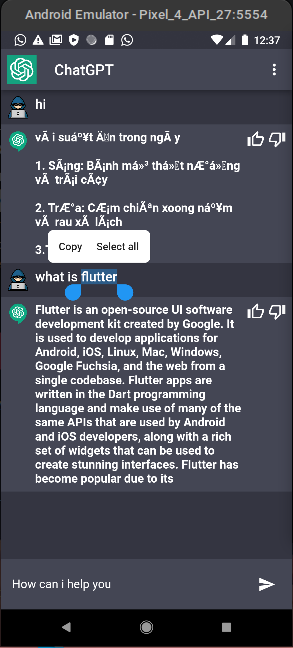 Android Emulator - Pixel_4_API_27:5554
12:37
ChatGPT
hi
vÃ i suáº¥t Än trong ngÃ y
1. SÃ¡ng: BÃ¡nh má»³ thá»t nÆ°á»ng
vÃ trÃ¡i cÃ¢y
2. TrÆ°a: CÆ¡m chiÃªn xoong náº¥m
vÃ rau xÃ lÃ¡ch
3.
Copy Select all
what is flutter
Flutter is an open-source UI software
development kit created by Google. It
is used to develop applications for
Android, iOS, Linux, Mac, Windows,
Google Fuchsia, and the web from a
single codebase. Flutter apps are
written in the Dart programming
language and make use of many of the
same APIs that are used by Android
and iOS developers, along with a rich
set of widgets that can be used to
create stunning interfaces. Flutter has
become popular due to its
How can i help you